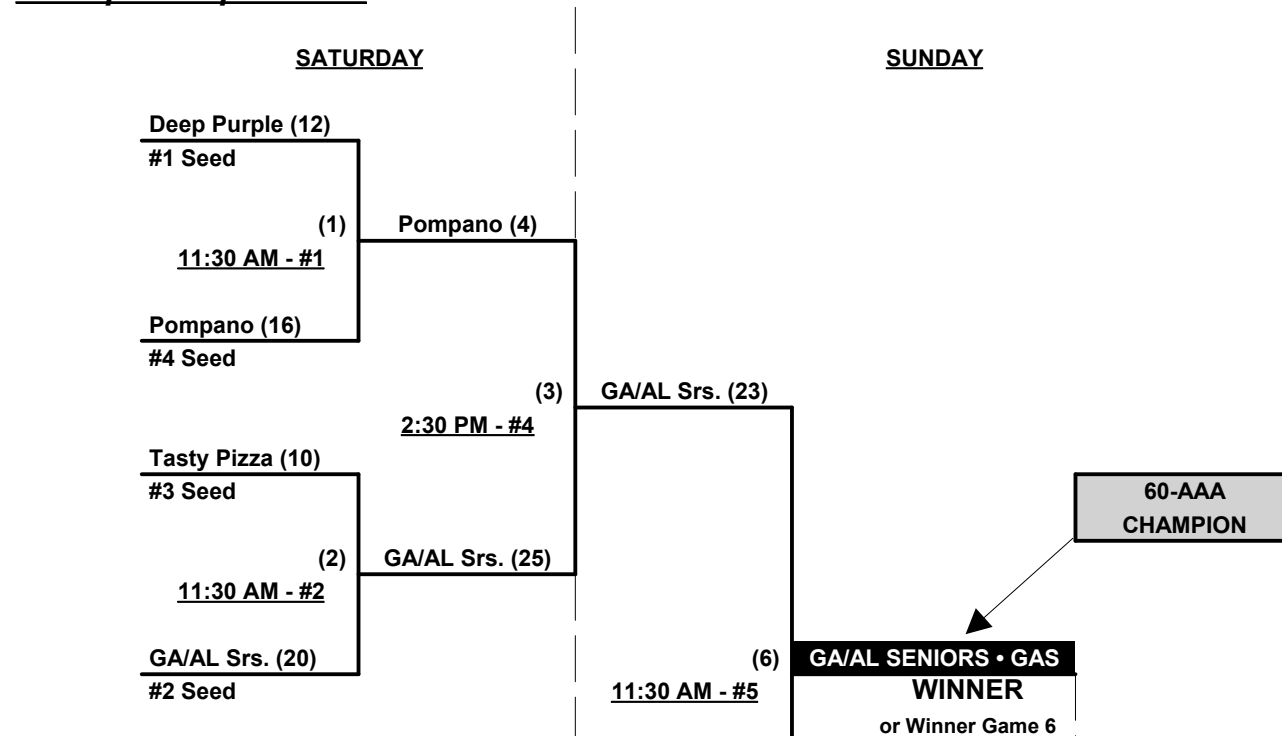 SATURDAY
SUNDAY
Deep Purple (12)
#1 Seed
(1)
Pompano (4)
11:30 AM - #1
Pompano (16)
#4 Seed
(3)
GA/AL Srs. (23)
2:30 PM - #4
Tasty Pizza (10)
#3 Seed
60-AAA
CHAMPION
(2)
GA/AL Srs. (25)
11:30 AM - #2
GA/AL Srs. (20)
#2 Seed
(6)
GA/AL SENIORS • GAS
11:30 AM - #5
WINNER
or Winner Game 6